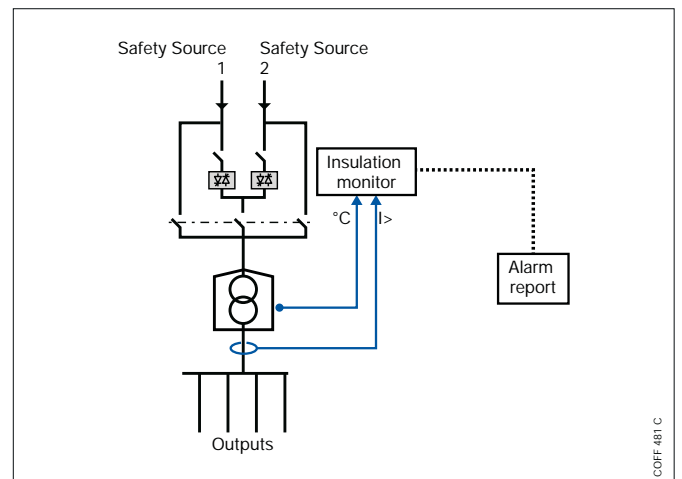 Safety Source
1
Safety Source
2
Insulation
monitor
°C
I>
Alarm
report
Outputs
COFF 481 C